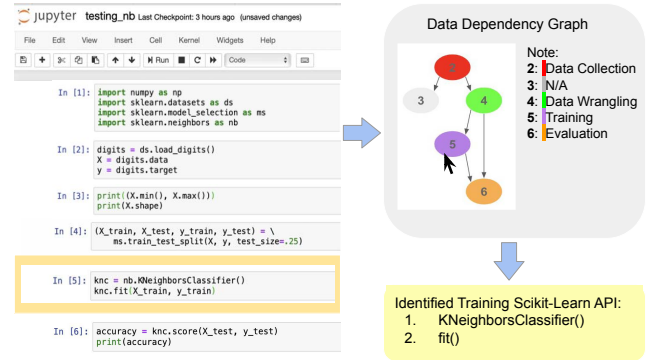 jupyter testing_nb Last Checkpoint: 3 hours ago (unsaved changes)
File Edit View Insert Cell Kernel Widgets Help
Run C Code
In [1]: import numpy as np
import sklearn.datasets as ds
import sklearn.model_selection as ms
import sklearn.neighbors as nb
In [2]: digits = ds.load_digits()
X = digits.data
y = digits.target
In [3]: print((X.min(), X.max()))
print(X.shape)
In [4]: (X_train, X_test, y_train, y_test) = \
ms.train_test_split(X, y, test_size=.25)
In [5]: knc = nb.KNeighborsClassifier()
knc.fit(X_train, y_train)
In [6]: accuracy = knc.score(X_test, y_test)
print(accuracy)
Data Dependency Graph
2
3
4
5
6
Note:
2: Data Collection
3: N/A
4: Data Wrangling
5: Training
6: Evaluation
Identified Training Scikit-Learn API:
1. KNeighborsClassifier()
2. fit()